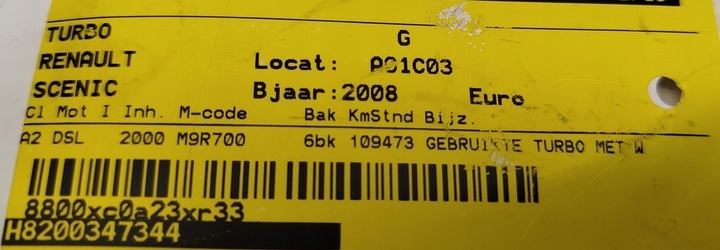 TURBO G
RENAULT Locat: A01C03
SCENIC Bjaar:2008 Euro
Cl Mot I Inh. M-code Bak KmStnd Bijz.
A2 DSL 2000 M9R700 6bk 109473 GEBRUIKTE TURBO MET W
8800xc0a23xr33
H8200347344